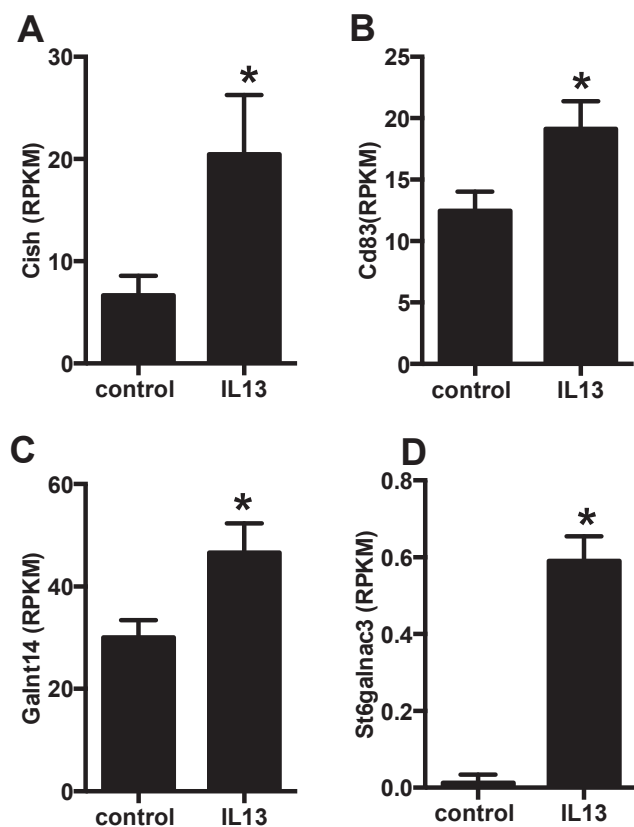 A
Cish (RPKM)
30
20
10
0
*
control IL13
B
Cd83(RPKM)
25
20
15
10
5
0
*
control IL13
C
Galnt14 (RPKM)
60
40
20
0
*
control IL13
D
St6galnac3 (RPKM)
0.8
0.6
0.4
0.2
0.0
*
control IL13